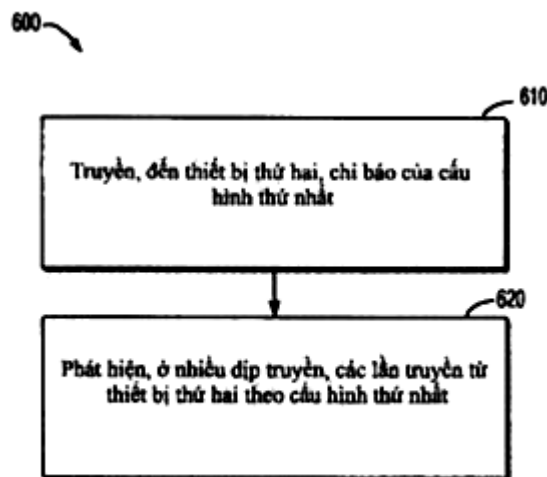 600
610
Truyền, đến thiết bị thứ hai, chỉ báo của cấu
hình thứ nhất
620
Phát hiện, ở nhiều dịp truyền, các lần truyền từ
thiết bị thứ hai theo cấu hình thứ nhất